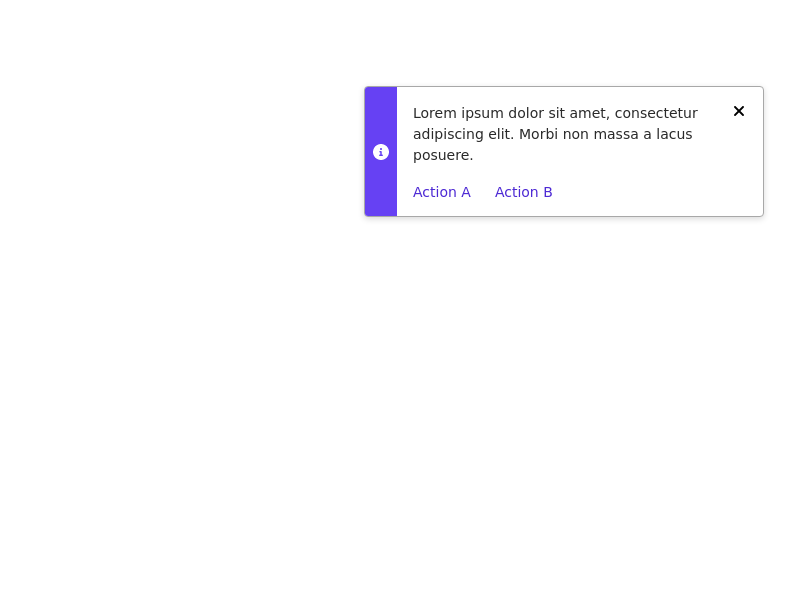 Lorem ipsum dolor sit amet, consectetur
adipiscing elit. Morbi non massa a lacus
posuere.
Action A Action B